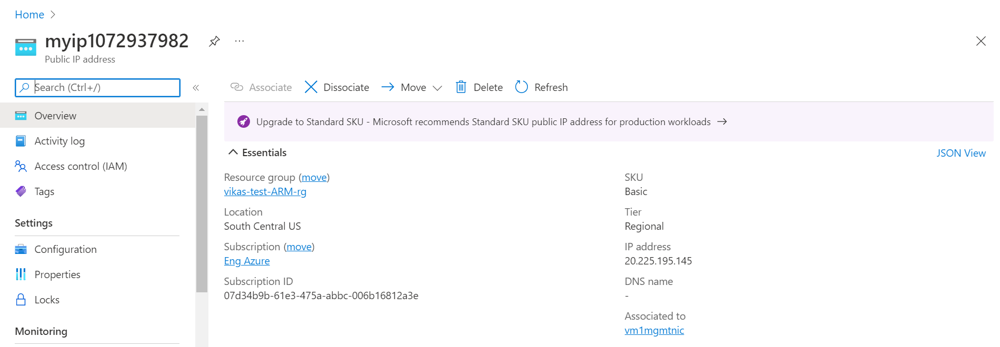 Home
myip1072937982
Public IP address
Search (Ctrl+/)
Associate Dissociate Move Delete Refresh
Overview
Activity log
Access control (IAM)
Tags
Settings
Configuration
Properties
Locks
Monitoring
Upgrade to Standard SKU - Microsoft recommends Standard SKU public IP address for production workloads
Essentials
JSON View
Resource group (move)
vikas-test-ARM-rg
Location
South Central US
Subscription (move)
Eng Azure
Subscription ID
07d34b9b-61e3-475a-abbc-006b16812a3e
SKU
Basic
Tier
Regional
IP address
20.225.195.145
DNS name
-
Associated to
vm1mgmtnic